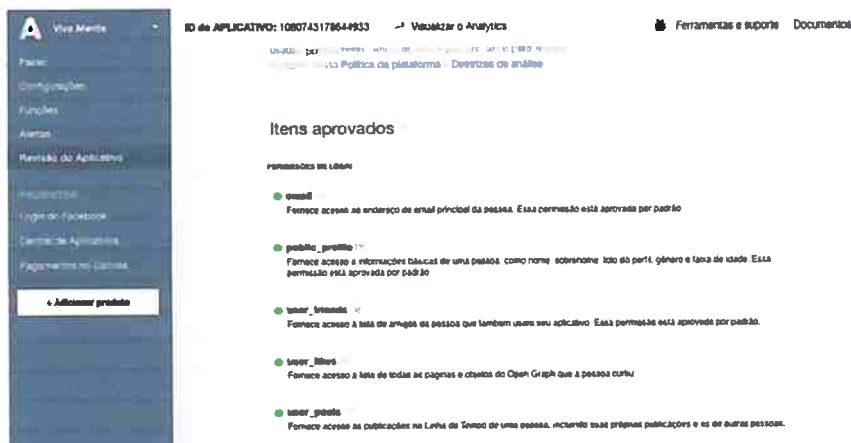 Viva Mente
ID do APLICATIVO: 1080743178644933
Visualizar o Analytics
Ferramentas e suporte
Documentos
Painel
Configurações
Funções
Alertas
Revisão do Aplicativo
Login do Facebook
Central de Aplicativos
Pagamentos no Canvas
+ Adicionar produto
Política da plataforma
Diretrizes de análise
Itens aprovados
PERMISSÕES DE LOGIN
email
Fornece acesso ao endereço de email principal da pessoa. Essa permissão está aprovada por padrão
public_profile
Fornece acesso a informações básicas de uma pessoa, como nome, sobrenome, foto do perfil, gênero e faixa de idade. Essa
permissão está aprovada por padrão
user_friends
Fornece acesso à lista de amigos da pessoa que também usam seu aplicativo. Essa permissão está aprovada por padrão.
user_likes
Fornece acesso à lista de todas as páginas e objetos do Open Graph que a pessoa curtiu
user_posts
Fornece acesso às publicações na Linha do Tempo de uma pessoa, incluindo suas próprias publicações e as de outras pessoas.